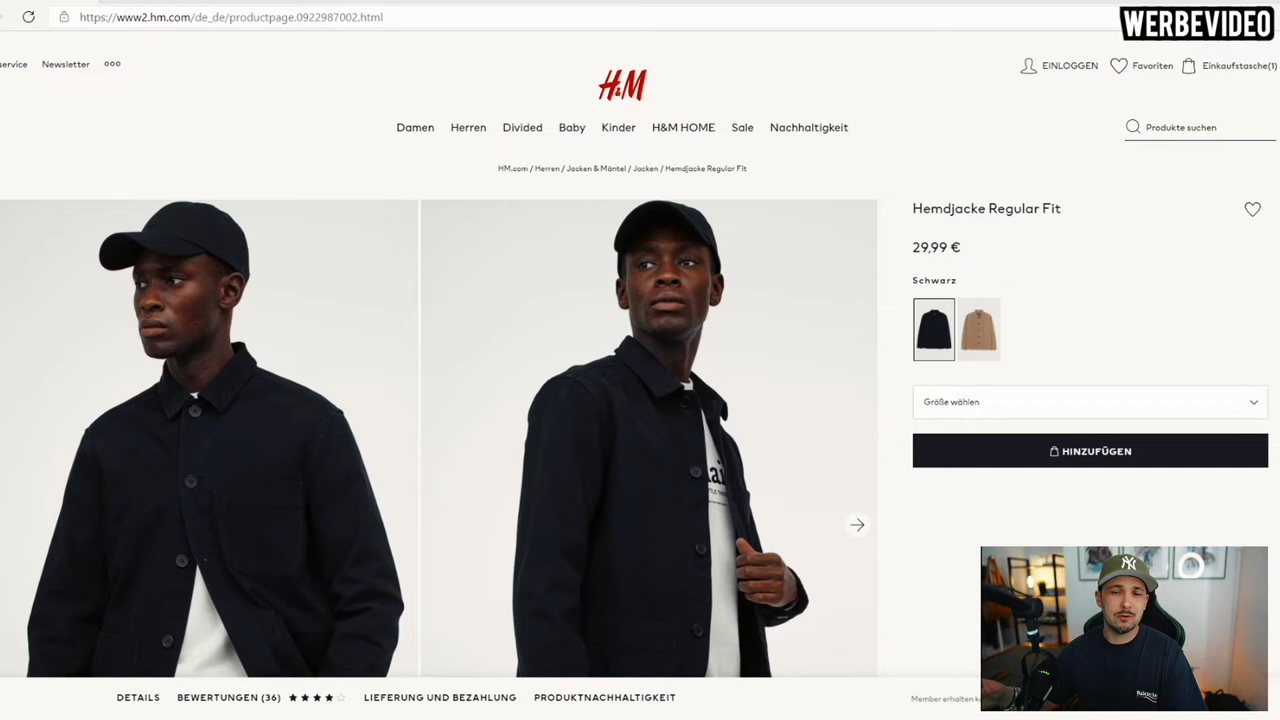 https://www2.hm.com/de_de/productpage.0922987002.html
WERBEVIDEO
service
Newsletter
H&M
EINLOGGEN
Favoriten
Einkaufstasche(1)
Damen Herren Divided Baby Kinder H&M HOME Sale Nachhaltigkeit
Produkte suchen
HM.com / Herren / Jacken & Mäntel / Jacken / Hemdjacke Regular Fit
Hemdjacke Regular Fit
29,99 €
Schwarz
Größe wählen
HINZUFÜGEN
NY
DETAILS BEWERTUNGEN (36) LIEFERUNG UND BEZAHLUNG PRODUKTNACHHALTIGKEIT
Member erhalten